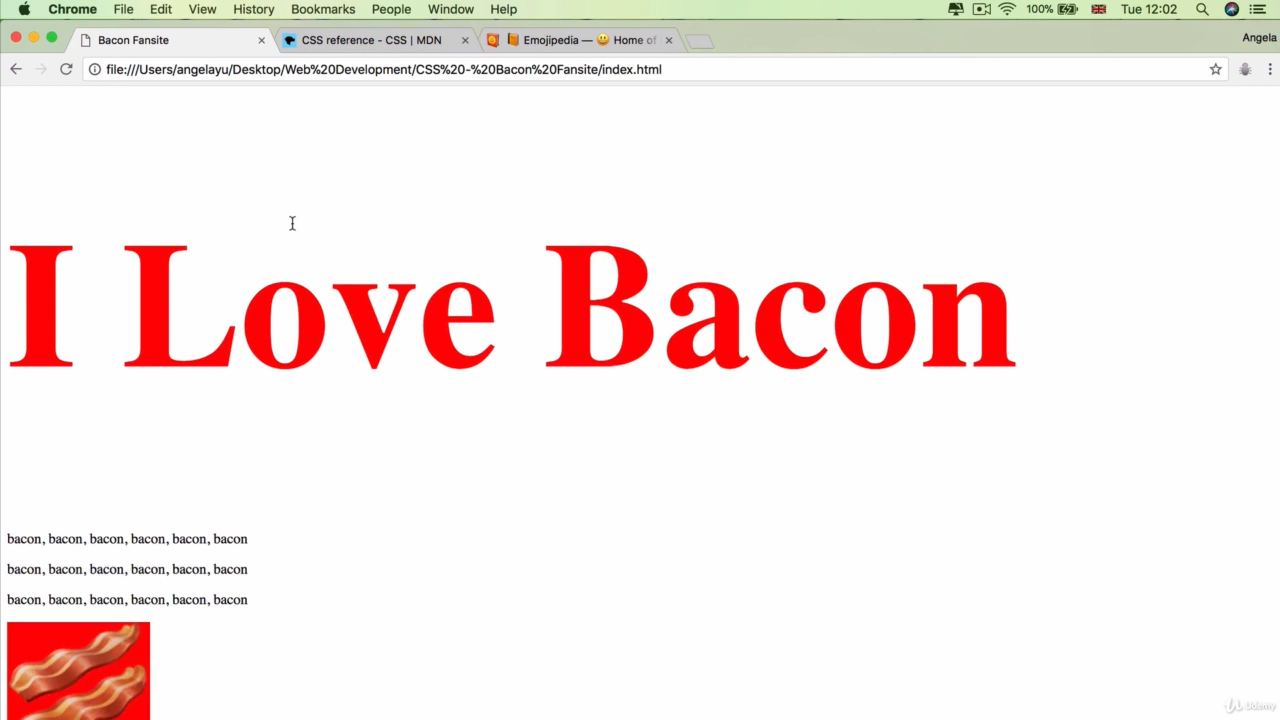 Chrome File Edit View History Bookmarks People Window Help 100% Tue 12:02
Bacon Fansite CSS reference - CSS | MDN Emojipedia — 😃 Home of Angela
file:///Users/angelayu/Desktop/Web%20Development/CSS%20-%20Bacon%20Fansite/index.html
I Love Bacon
bacon, bacon, bacon, bacon, bacon, bacon
bacon, bacon, bacon, bacon, bacon, bacon
bacon, bacon, bacon, bacon, bacon, bacon
Udemy